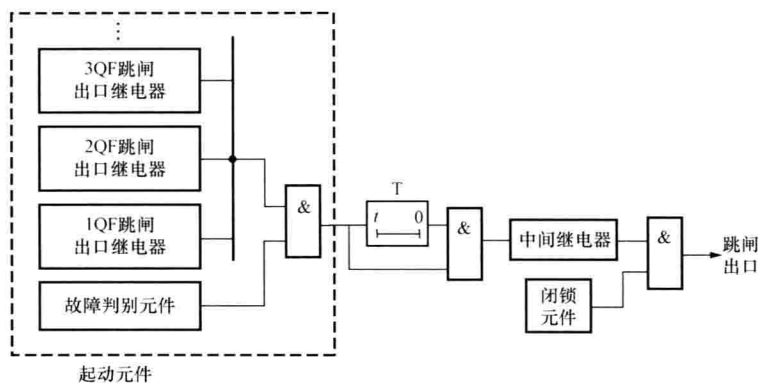 ⋮
3QF跳闸
出口继电器
2QF跳闸
出口继电器
1QF跳闸
出口继电器
故障判别元件
&
T
t 0
&
中间继电器
闭锁
元件
&
跳闸
出口
起动元件